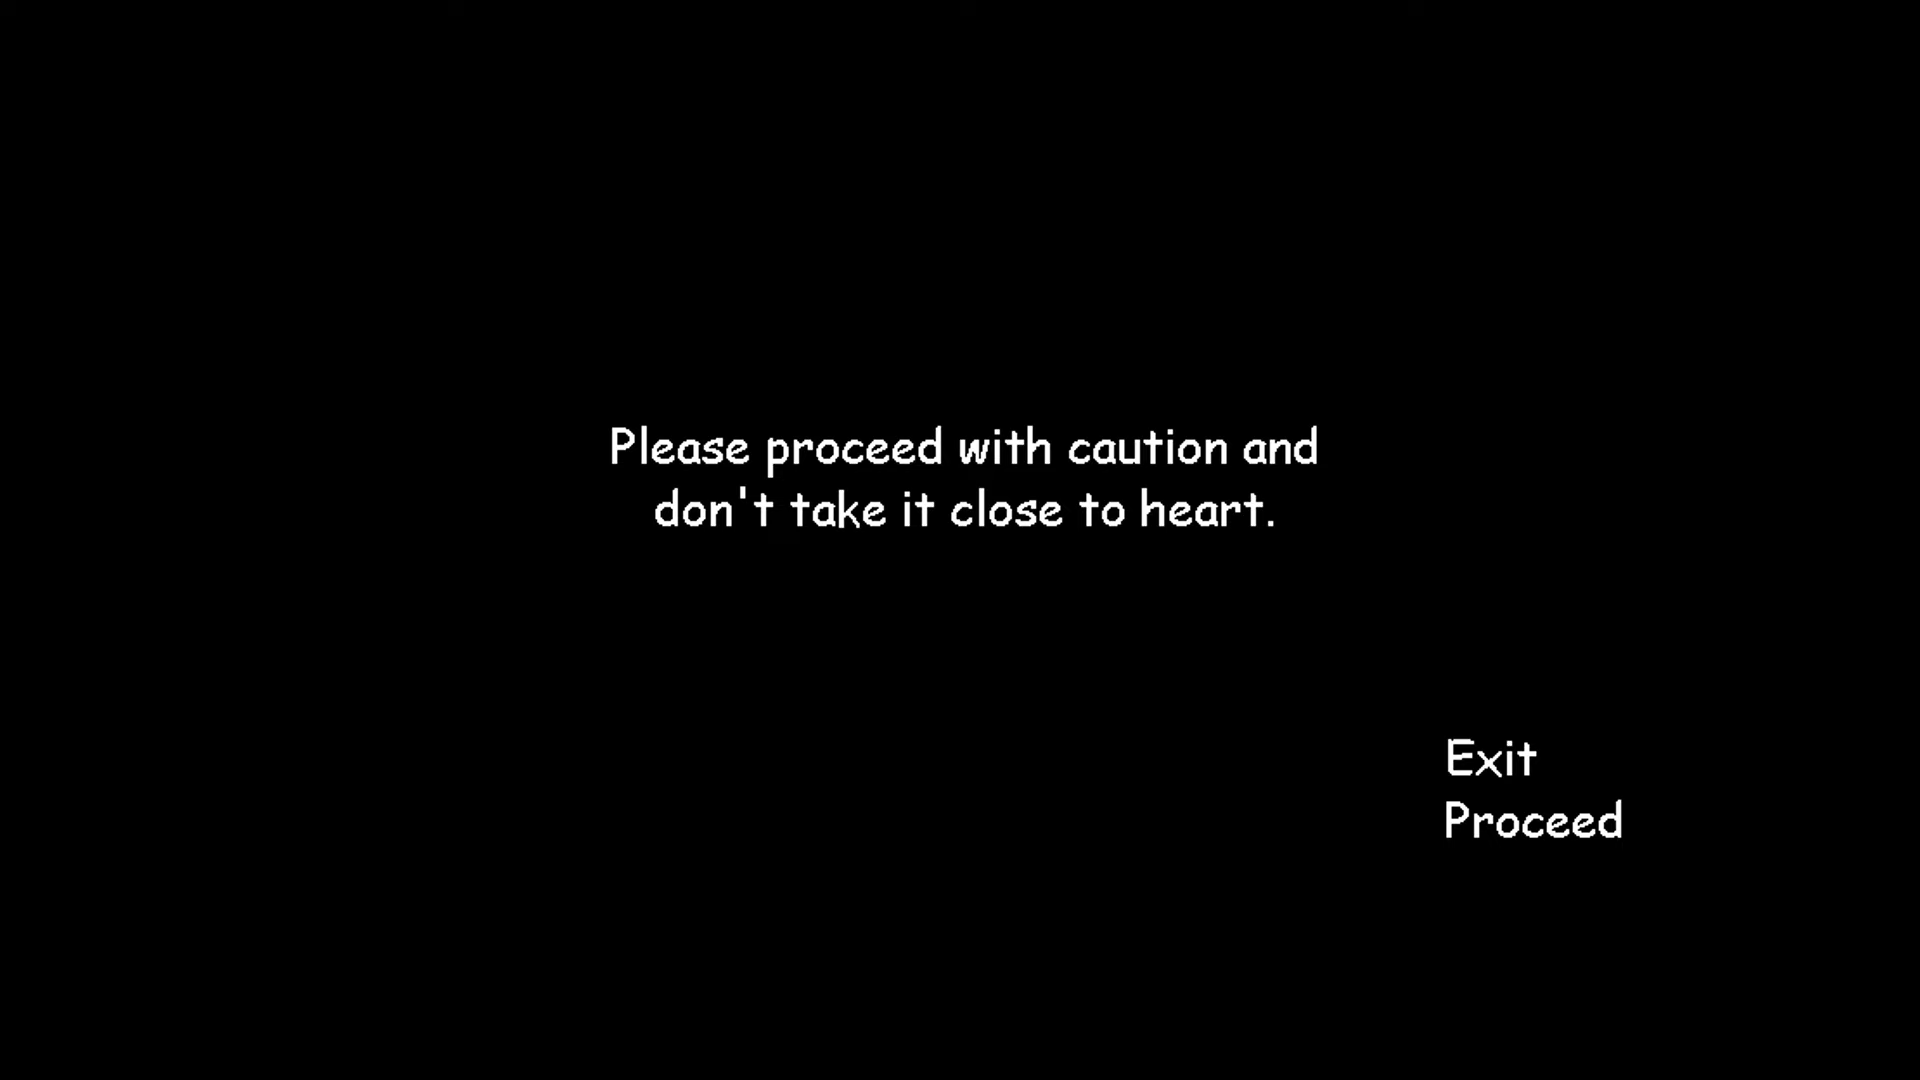 Please proceed with caution and
don't take it close to heart.
Exit
Proceed